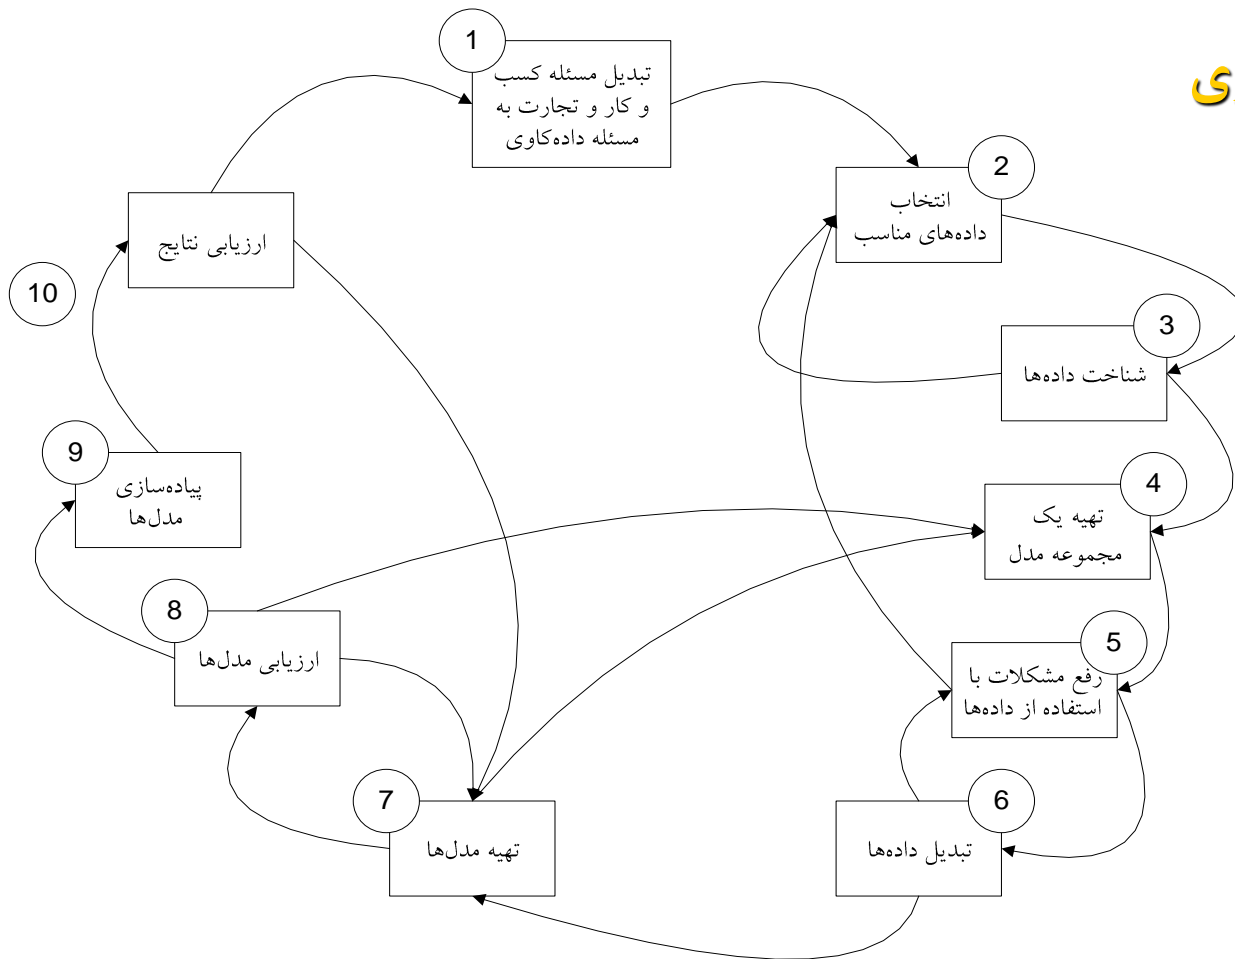 1
تبدیل مسئله کسب
و کار و تجارت به
مسئله داده‌کاوی
2
انتخاب
داده‌های مناسب
3
شناخت داده‌ها
4
تهیه یک
مجموعه مدل
5
رفع مشکلات با
استفاده از داده‌ها
6
تبدیل داده‌ها
7
تهیه مدل‌ها
8
ارزیابی مدل‌ها
9
پیاده‌سازی
مدل‌ها
10
ارزیابی نتایج